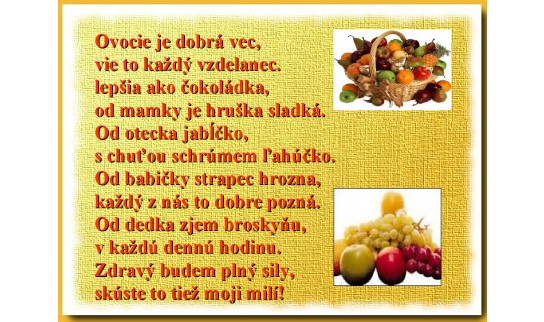 Ovocie je dobrá vec,
vie to každý vzdelanec.
lepšia ako čokoládka,
od mamky je hruška sladká.
Od otecka jabĺčko,
s chuťou schrúmem ľahúčko.
Od babičky strapec hrozna,
každý z nás to dobre pozná.
Od dedka zjem broskyňu,
v každú dennú hodinu.
Zdravý budem plný sily,
skúste to tiež moji milí!